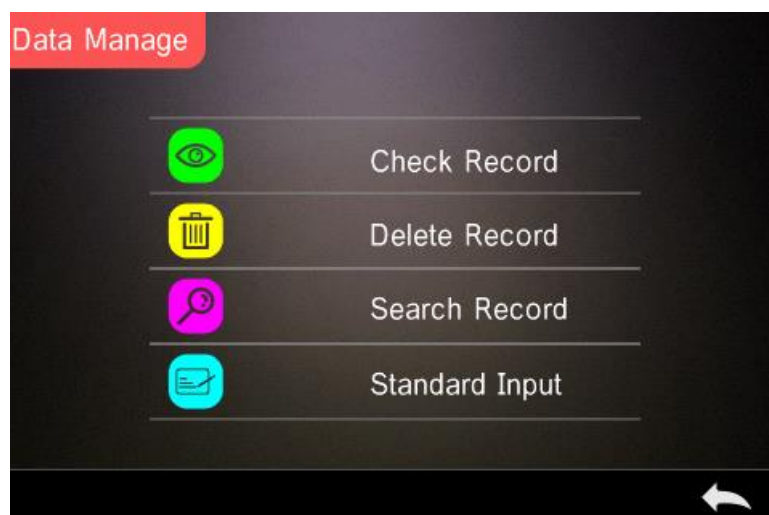 Data Manage
Check Record
Delete Record
Search Record
Standard Input